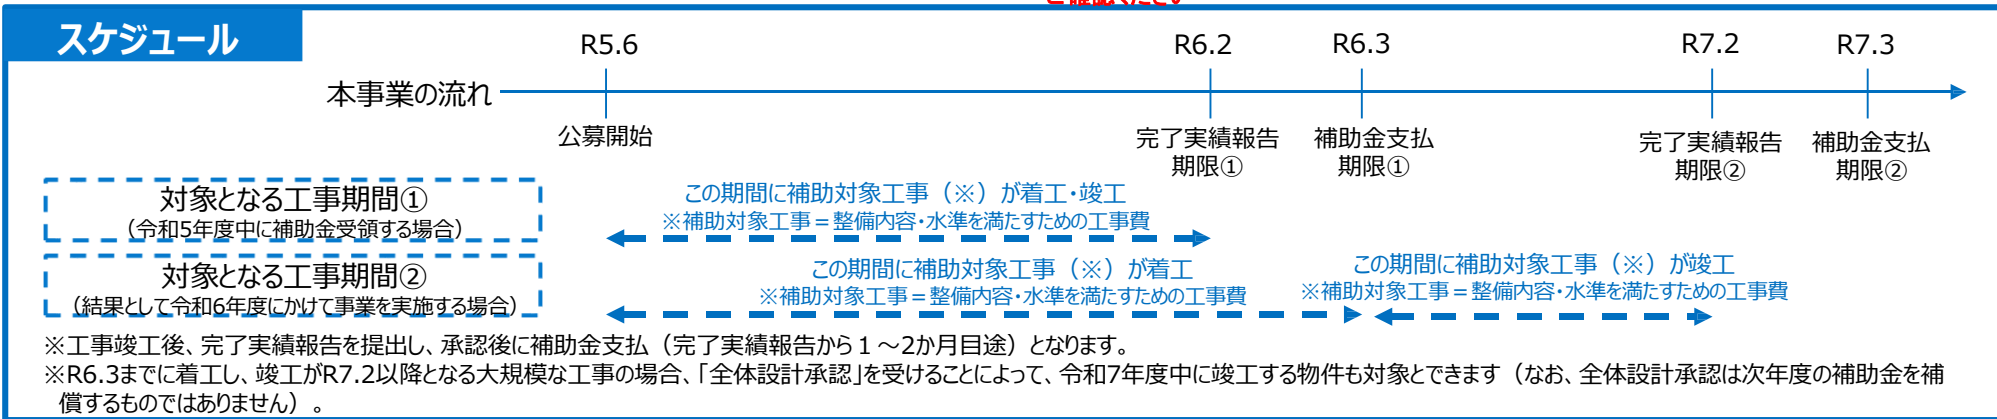 ご確認ください
スケジュール
R5.6
R6.2
R6.3
R7.2
R7.3
本事業の流れ
公募開始
完了実績報告
期限①
補助金支払
期限①
完了実績報告
期限②
補助金支払
期限②
対象となる工事期間①
（令和5年度中に補助金受領する場合）
この期間に補助対象工事（※）が着工・竣工
※補助対象工事＝整備内容・水準を満たすための工事費
対象となる工事期間②
（結果として令和6年度にかけて事業を実施する場合）
この期間に補助対象工事（※）が着工
※補助対象工事＝整備内容・水準を満たすための工事費
この期間に補助対象工事（※）が竣工
※補助対象工事＝整備内容・水準を満たすための工事費
※工事竣工後、完了実績報告を提出し、承認後に補助金支払（完了実績報告から１～2か月目途）となります。
※R6.3までに着工し、竣工がR7.2以降となる大規模な工事の場合、「全体設計承認」を受けることによって、令和7年度中に竣工する物件も対象とできます（なお、全体設計承認は次年度の補助金を補
償するものではありません）。